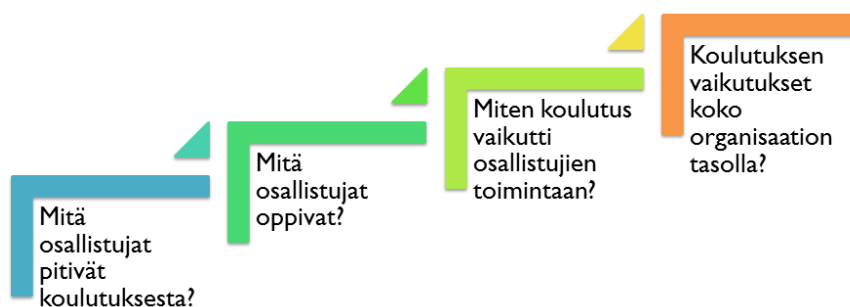 Mitä
osallistujat
pitivät
koulutuksesta?
Mitä
osallistujat
oppivat?
Miten koulutus
vaikutti
osallistujien
toimintaan?
Koulutuksen
vaikutukset
koko
organisaation
tasolla?